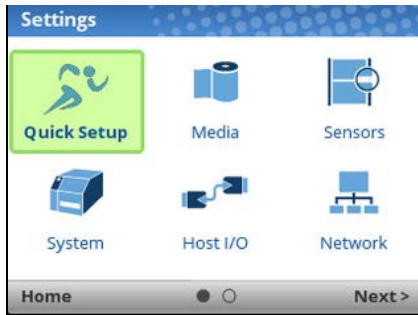 Settings
Quick Setup
Media
Sensors
System
Host I/O
Network
Home
Next >